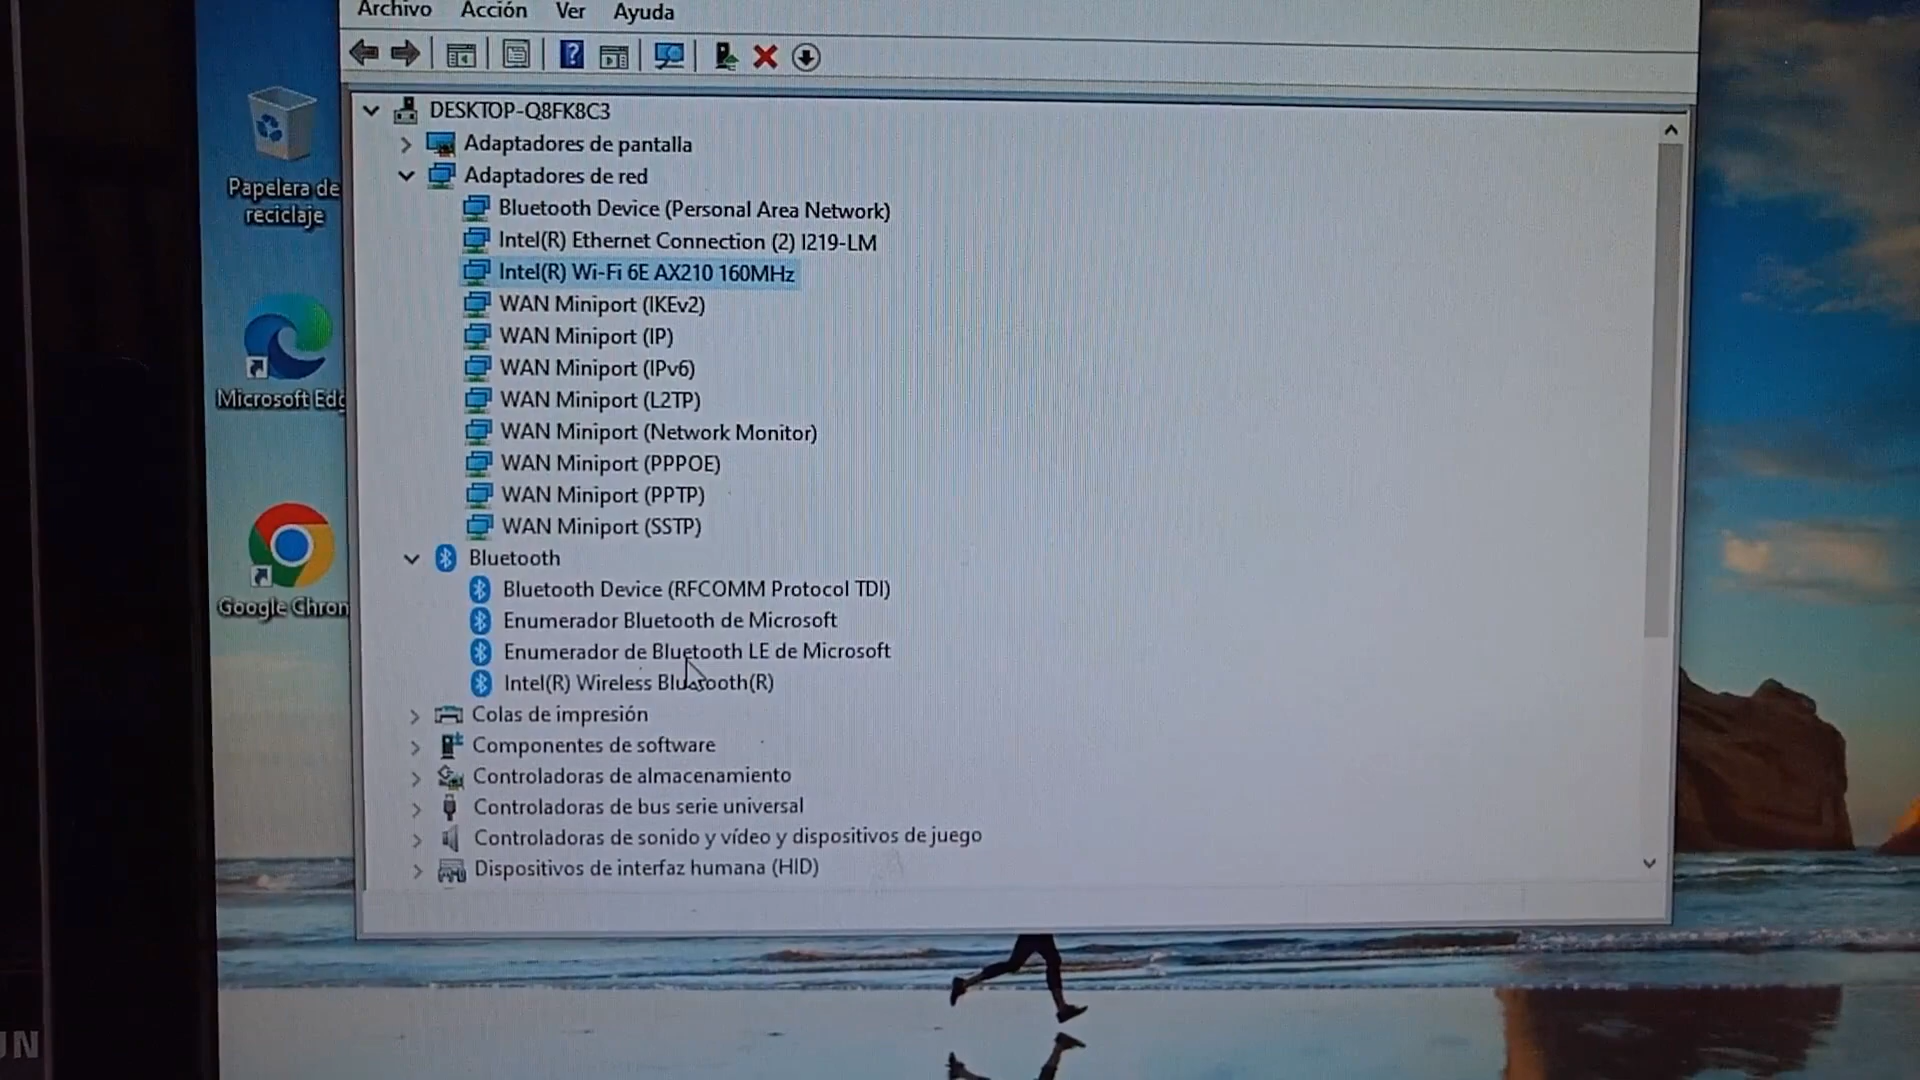 Archivo Acción Ver Ayuda
DESKTOP-Q8FK8C3
Adaptadores de pantalla
Adaptadores de red
Bluetooth Device (Personal Area Network)
Intel(R) Ethernet Connection (2) I219-LM
Intel(R) Wi-Fi 6E AX210 160MHz
WAN Miniport (IKEv2)
WAN Miniport (IP)
WAN Miniport (IPv6)
WAN Miniport (L2TP)
WAN Miniport (Network Monitor)
WAN Miniport (PPPOE)
WAN Miniport (PPTP)
WAN Miniport (SSTP)
Bluetooth
Bluetooth Device (RFCOMM Protocol TDI)
Enumerador Bluetooth de Microsoft
Enumerador de Bluetooth LE de Microsoft
Intel(R) Wireless Bluetooth(R)
Colas de impresión
Componentes de software
Controladoras de almacenamiento
Controladoras de bus serie universal
Controladoras de sonido y vídeo y dispositivos de juego
Dispositivos de interfaz humana (HID)
Papelera de
reciclaje
Microsoft Edg
Google Chrom